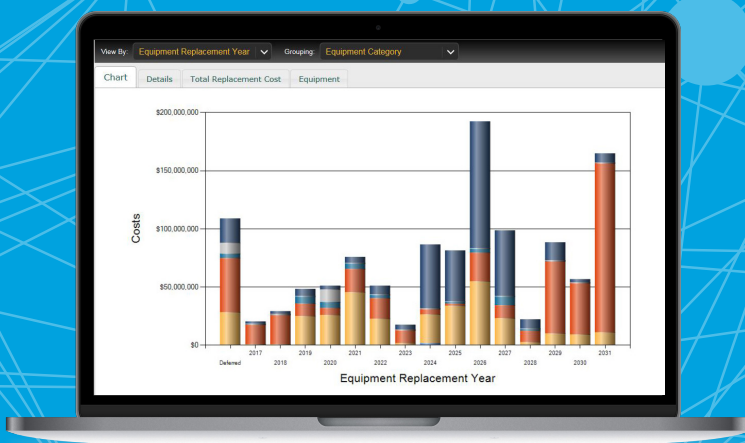 View By: Equipment Replacement Year Grouping: Equipment Category
Chart Details Total Replacement Cost Equipment
$200,000,000
$150,000,000
$100,000,000
$50,000,000
$0
Costs
2017 2019 2021 2023 2025 2027 2029 2031
Deferred 2018 2020 2022 2024 2026 2028 2030
Equipment Replacement Year